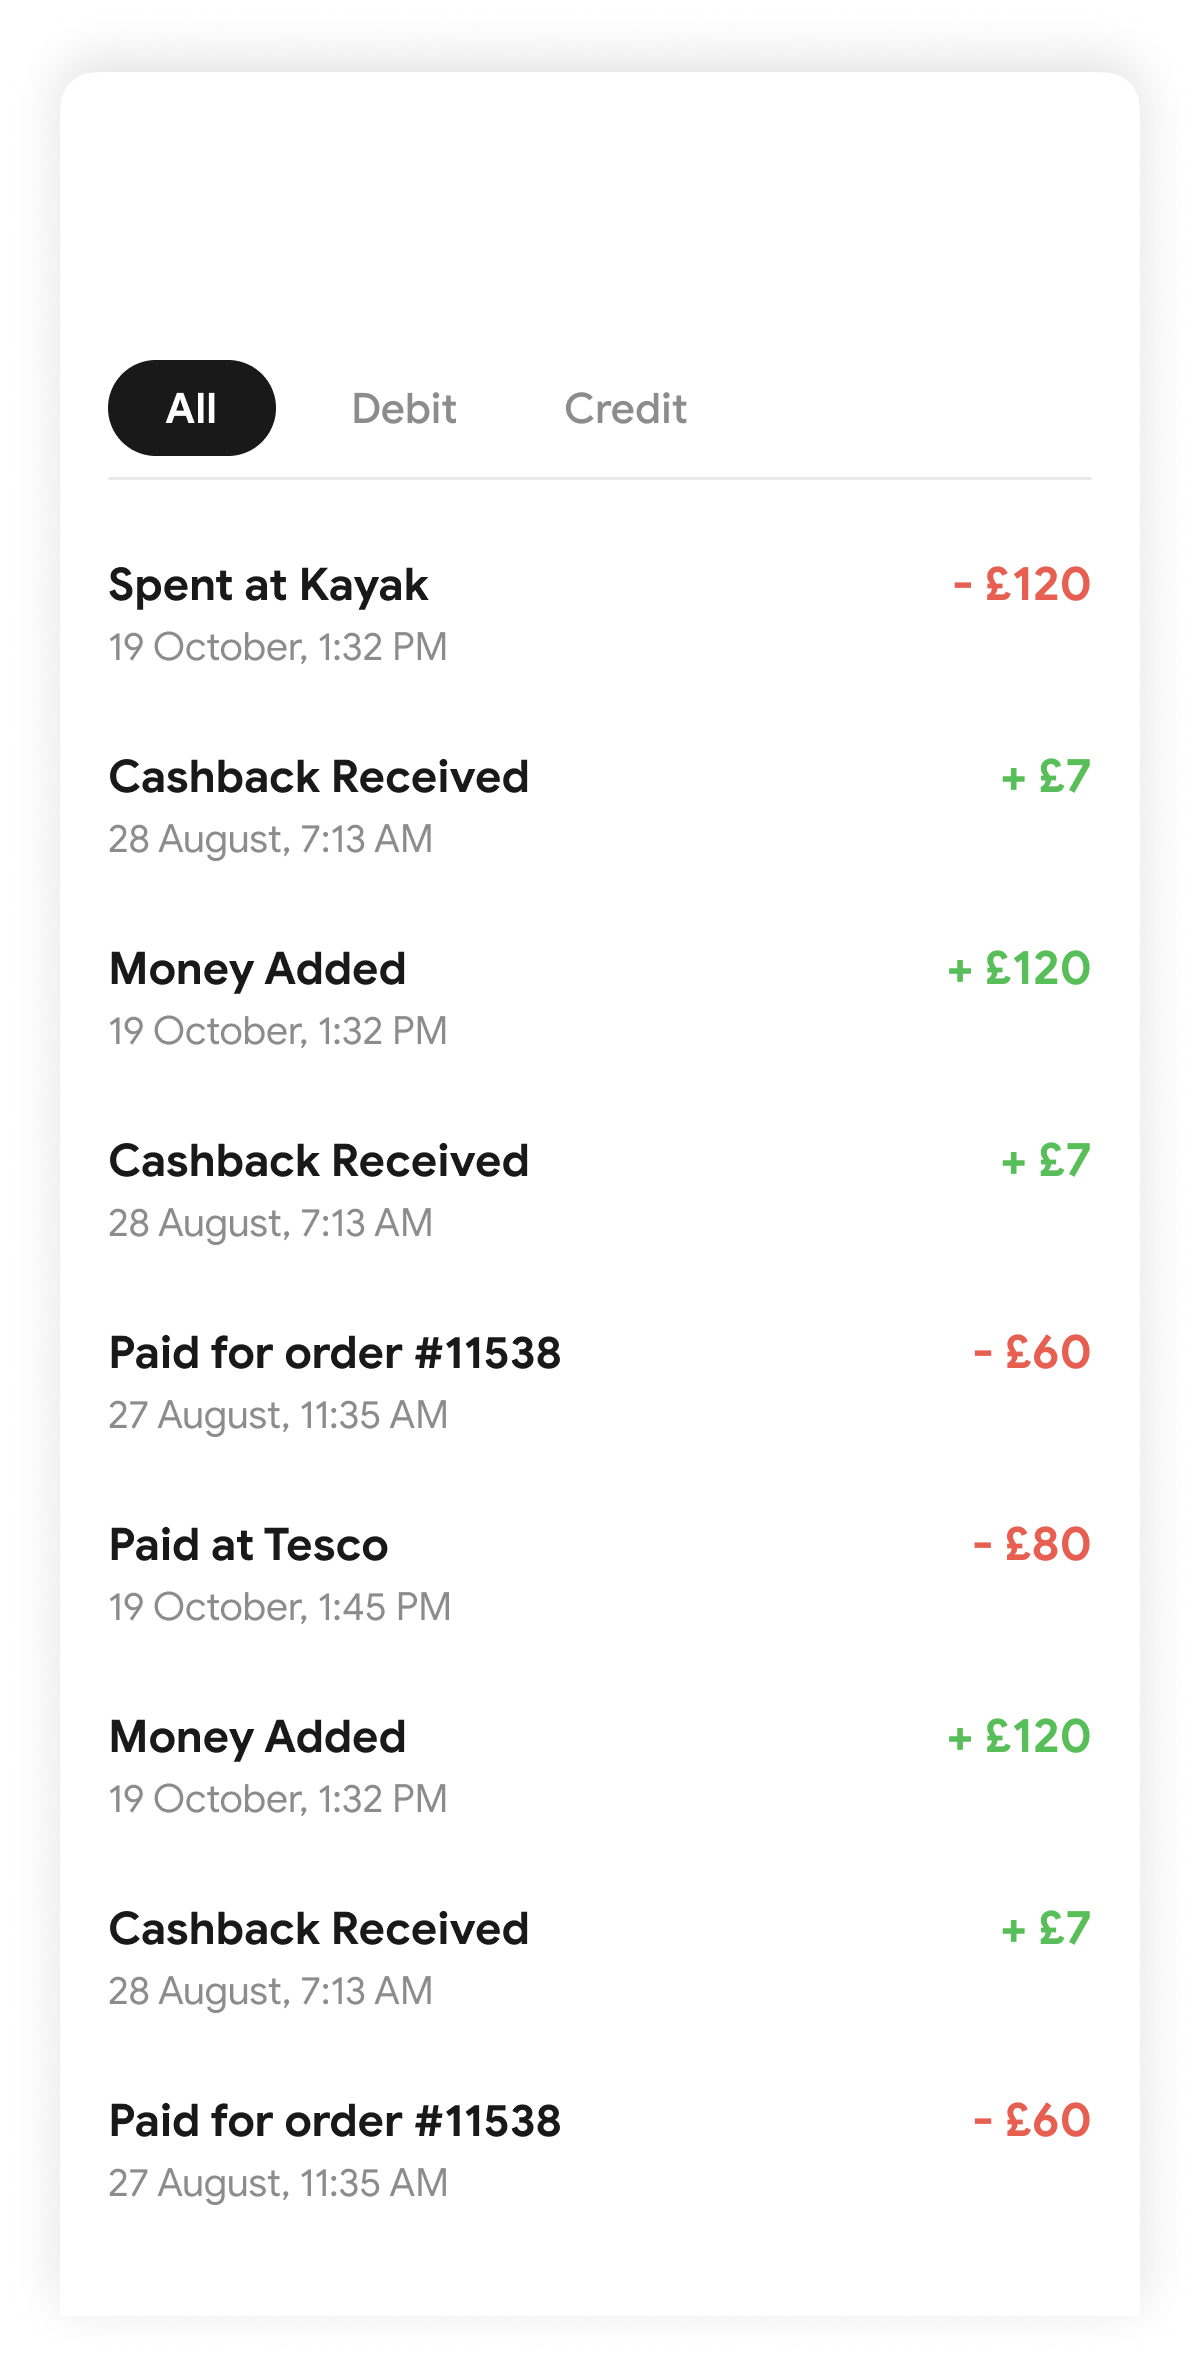 All Debit Credit
Spent at Kayak - £120
19 October, 1:32 PM
Cashback Received + £7
28 August, 7:13 AM
Money Added + £120
19 October, 1:32 PM
Cashback Received + £7
28 August, 7:13 AM
Paid for order #11538 - £60
27 August, 11:35 AM
Paid at Tesco - £80
19 October, 1:45 PM
Money Added + £120
19 October, 1:32 PM
Cashback Received + £7
28 August, 7:13 AM
Paid for order #11538 - £60
27 August, 11:35 AM